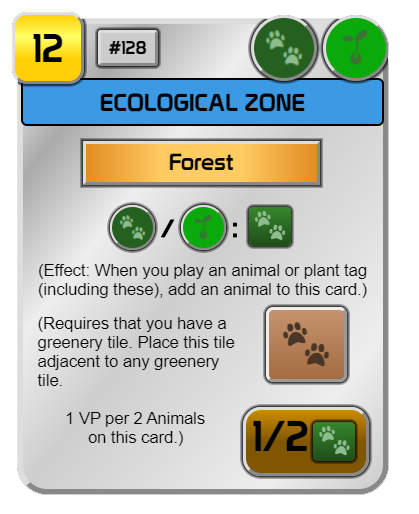 12
#128
ECOLOGICAL ZONE
Forest
/ :
(Effect: When you play an animal or plant tag
(including these), add an animal to this card.)
(Requires that you have a
greenery tile. Place this tile
adjacent to any greenery
tile.
1 VP per 2 Animals
on this card.)
1/2